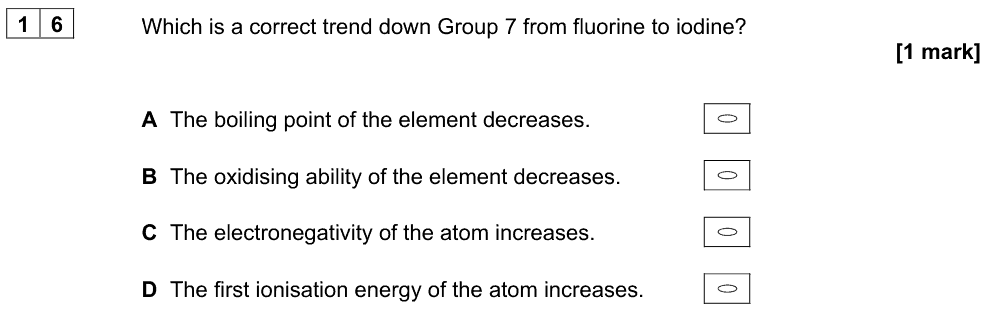 1 6 Which is a correct trend down Group 7 from fluorine to iodine?
[1 mark]
A The boiling point of the element decreases.
B The oxidising ability of the element decreases.
C The electronegativity of the atom increases.
D The first ionisation energy of the atom increases.